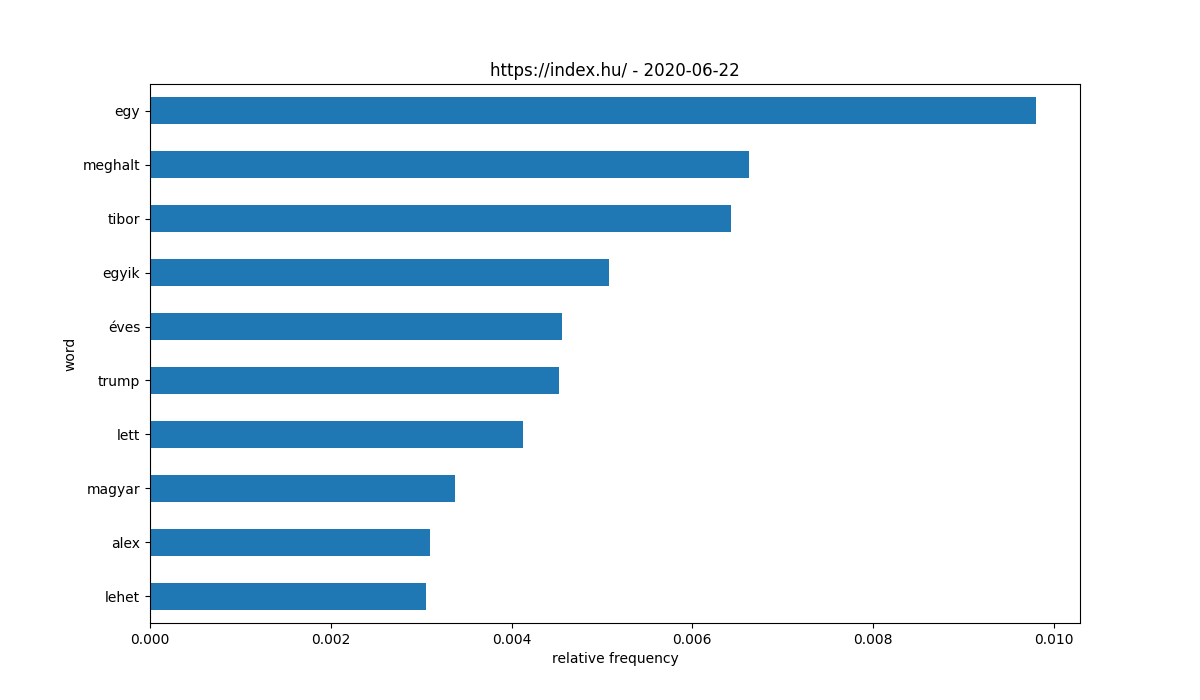 https://index.hu/ - 2020-06-22
egy
meghalt
tibor
egyik
éves
trump
lett
magyar
alex
lehet
word
0.000 0.002 0.004 0.006 0.008 0.010
relative frequency